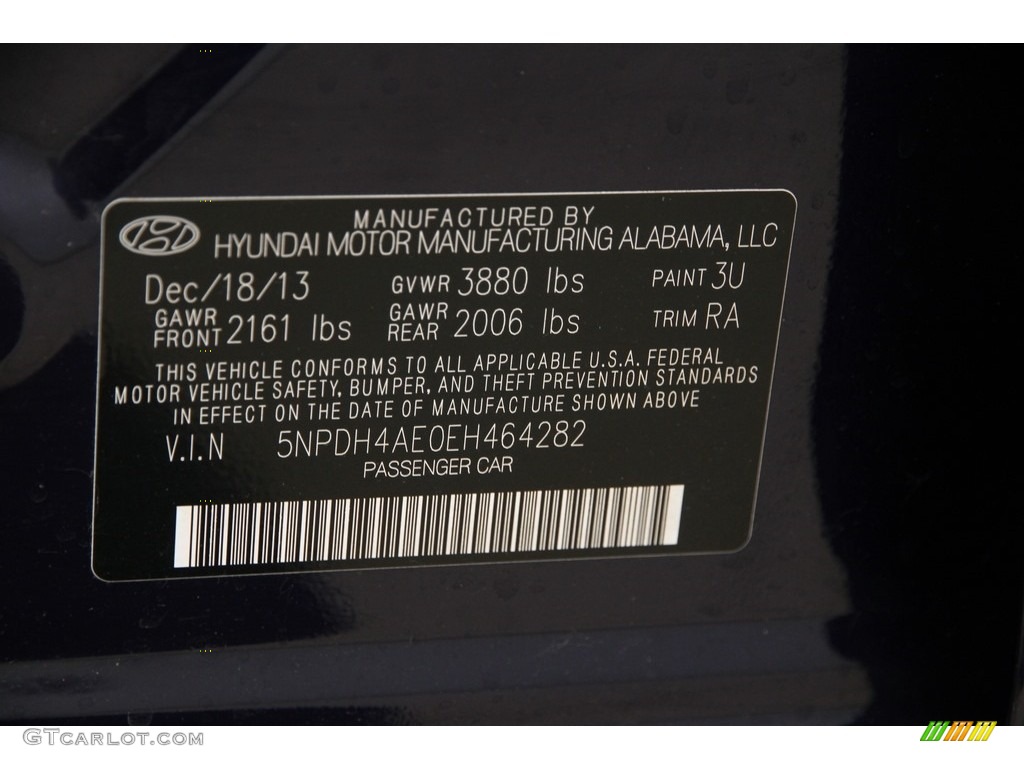 MANUFACTURED BY
HYUNDAI MOTOR MANUFACTURING ALABAMA, LLC
Dec/18/13 GVWR 3880 lbs PAINT 3U
GAWR FRONT 2161 lbs GAWR REAR 2006 lbs TRIM RA
THIS VEHICLE CONFORMS TO ALL APPLICABLE U.S.A. FEDERAL
MOTOR VEHICLE SAFETY, BUMPER, AND THEFT PREVENTION STANDARDS
IN EFFECT ON THE DATE OF MANUFACTURE SHOWN ABOVE
V.I.N 5NPDH4AE0EH464282
PASSENGER CAR
GTCarlot.com